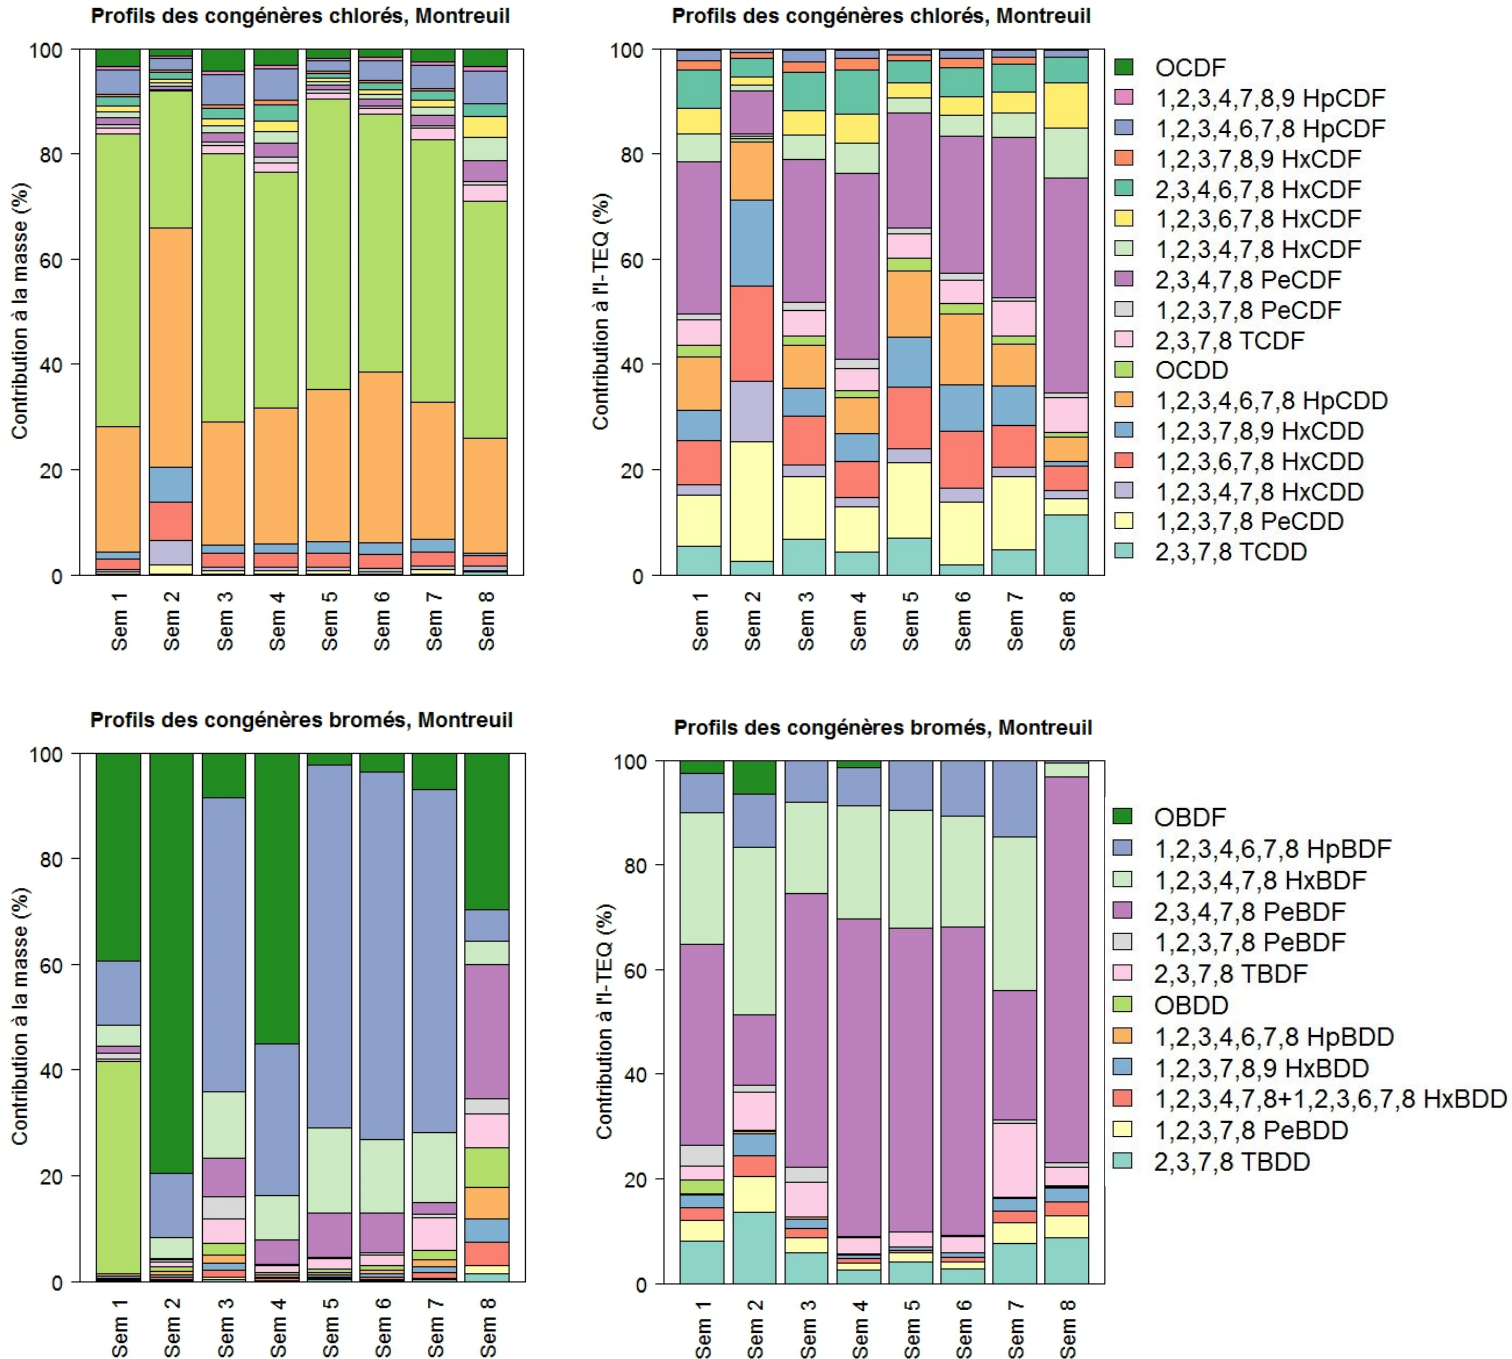 Profils des congénères chlorés, Montreuil
Contribution à la masse (%)
100
80
60
40
20
0
Sem 1
Sem 2
Sem 3
Sem 4
Sem 5
Sem 6
Sem 7
Sem 8
Profils des congénères chlorés, Montreuil
Contribution à l'I-TEQ (%)
100
80
60
40
20
0
Sem 1
Sem 2
Sem 3
Sem 4
Sem 5
Sem 6
Sem 7
Sem 8
OCDF
1,2,3,4,7,8,9 HpCDF
1,2,3,4,6,7,8 HpCDF
1,2,3,7,8,9 HxCDF
2,3,4,6,7,8 HxCDF
1,2,3,6,7,8 HxCDF
1,2,3,4,7,8 HxCDF
2,3,4,7,8 PeCDF
1,2,3,7,8 PeCDF
2,3,7,8 TCDF
OCDD
1,2,3,4,6,7,8 HpCDD
1,2,3,7,8,9 HxCDD
1,2,3,6,7,8 HxCDD
1,2,3,4,7,8 HxCDD
1,2,3,7,8 PeCDD
2,3,7,8 TCDD
Profils des congénères bromés, Montreuil
Contribution à la masse (%)
100
80
60
40
20
0
Sem 1
Sem 2
Sem 3
Sem 4
Sem 5
Sem 6
Sem 7
Sem 8
Profils des congénères bromés, Montreuil
Contribution à l'I-TEQ (%)
100
80
60
40
20
0
Sem 1
Sem 2
Sem 3
Sem 4
Sem 5
Sem 6
Sem 7
Sem 8
OBDF
1,2,3,4,6,7,8 HpBDF
1,2,3,4,7,8 HxBDF
2,3,4,7,8 PeBDF
1,2,3,7,8 PeBDF
2,3,7,8 TBDF
OBDD
1,2,3,4,6,7,8 HpBDD
1,2,3,7,8,9 HxBDD
1,2,3,4,7,8+1,2,3,6,7,8 HxBDD
1,2,3,7,8 PeBDD
2,3,7,8 TBDD